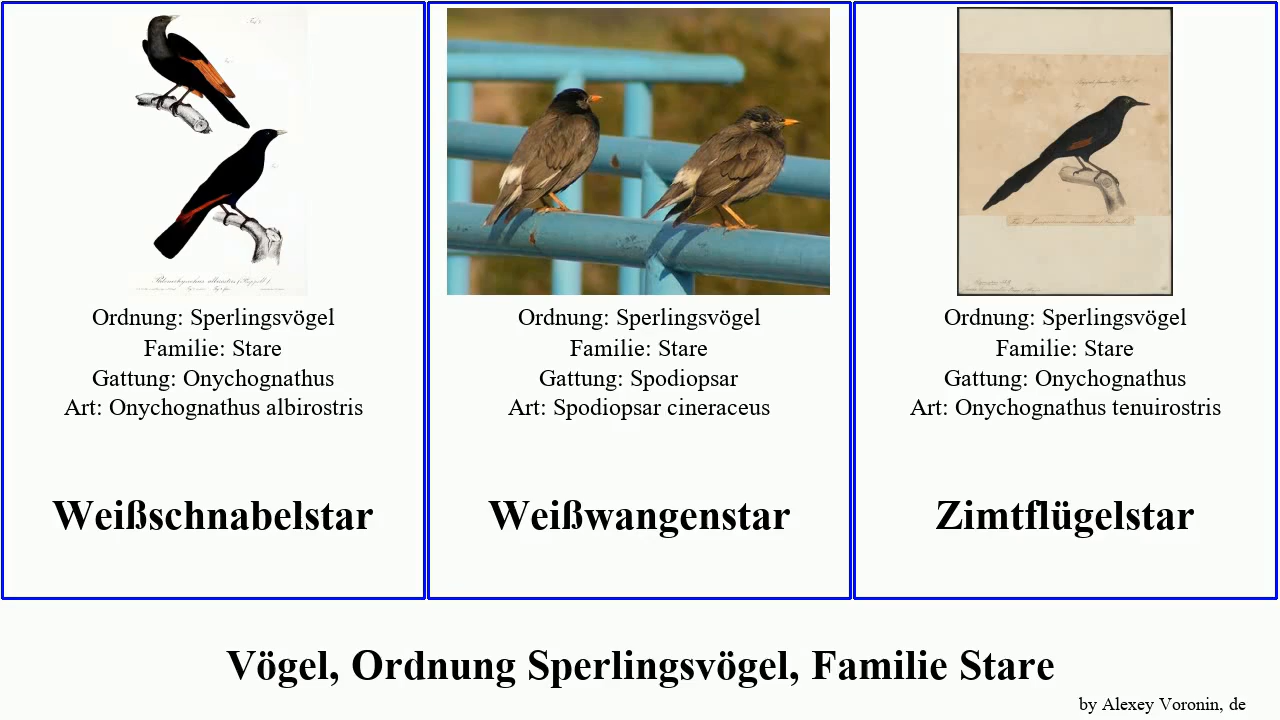 Ordnung: Sperlingsvögel
Familie: Stare
Gattung: Onychognathus
Art: Onychognathus albirostris
Weißschnabelstar
Ordnung: Sperlingsvögel
Familie: Stare
Gattung: Spodiopsar
Art: Spodiopsar cineraceus
Weißwangenstar
Ordnung: Sperlingsvögel
Familie: Stare
Gattung: Onychognathus
Art: Onychognathus tenuirostris
Zimtflügelstar
Vögel, Ordnung Sperlingsvögel, Familie Stare
by Alexey Voronin, de